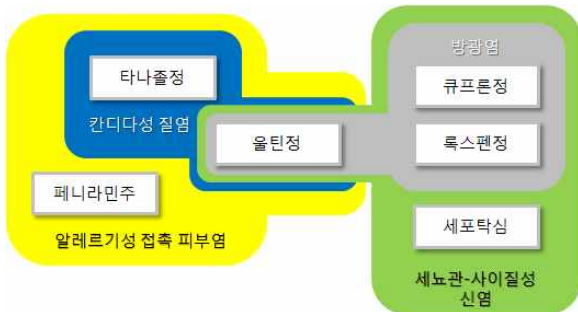 방광염
타나졸정
큐프론정
칸디다성 질염
울틴정
록스펜정
페니라민주
세포탁심
알레르기성 접촉 피부염
세뇨관-사이질성
신염